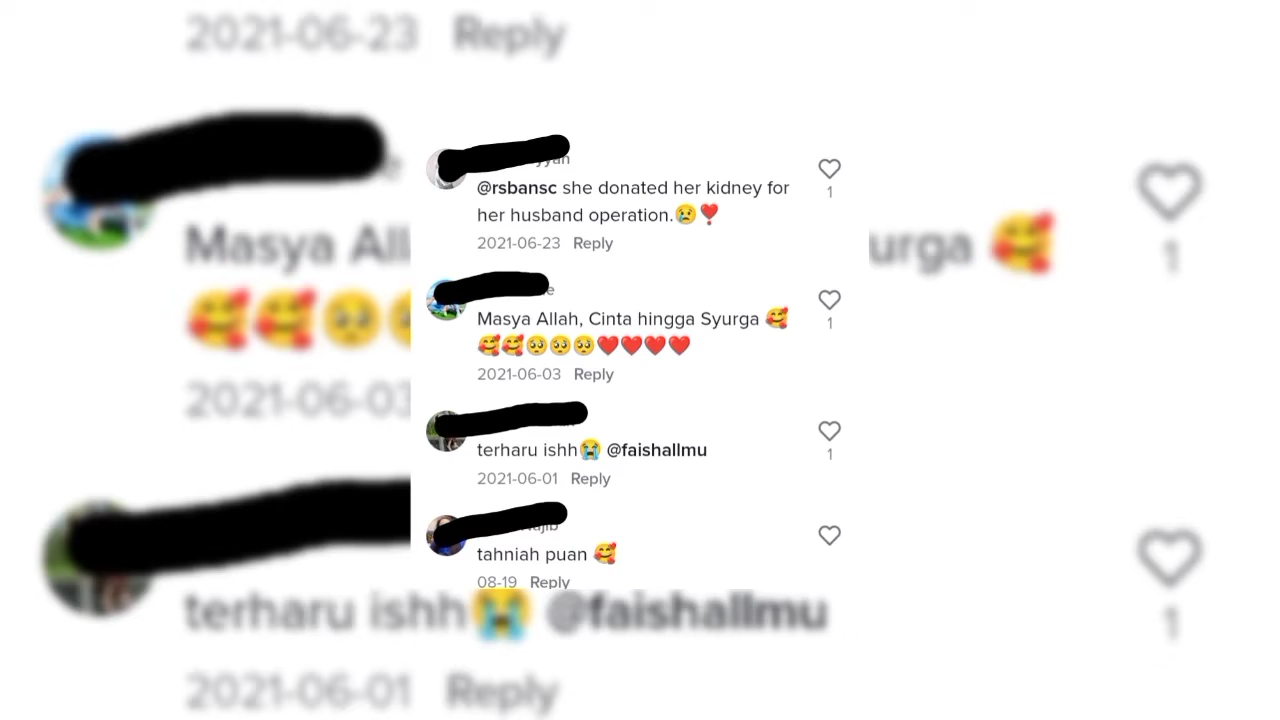 2021-06-23 Reply
@rsbansc she donated her kidney for
her husband operation.😢❣️
2021-06-23 Reply
1
Masya Allah, Cinta hingga Syurga 🥰
🥰🥰🥺🥺🥺❤️❤️❤️❤️
2021-06-03 Reply
1
terharu ishh😭 @faishallmu
2021-06-01 Reply
1
tahniah puan 🥰
08-19 Reply
Masya All
urga 🥰
🥰🥰🥺
2021-06-03
1
terharu ishh😭 @faishallmu
1
2021-06-01 Reply